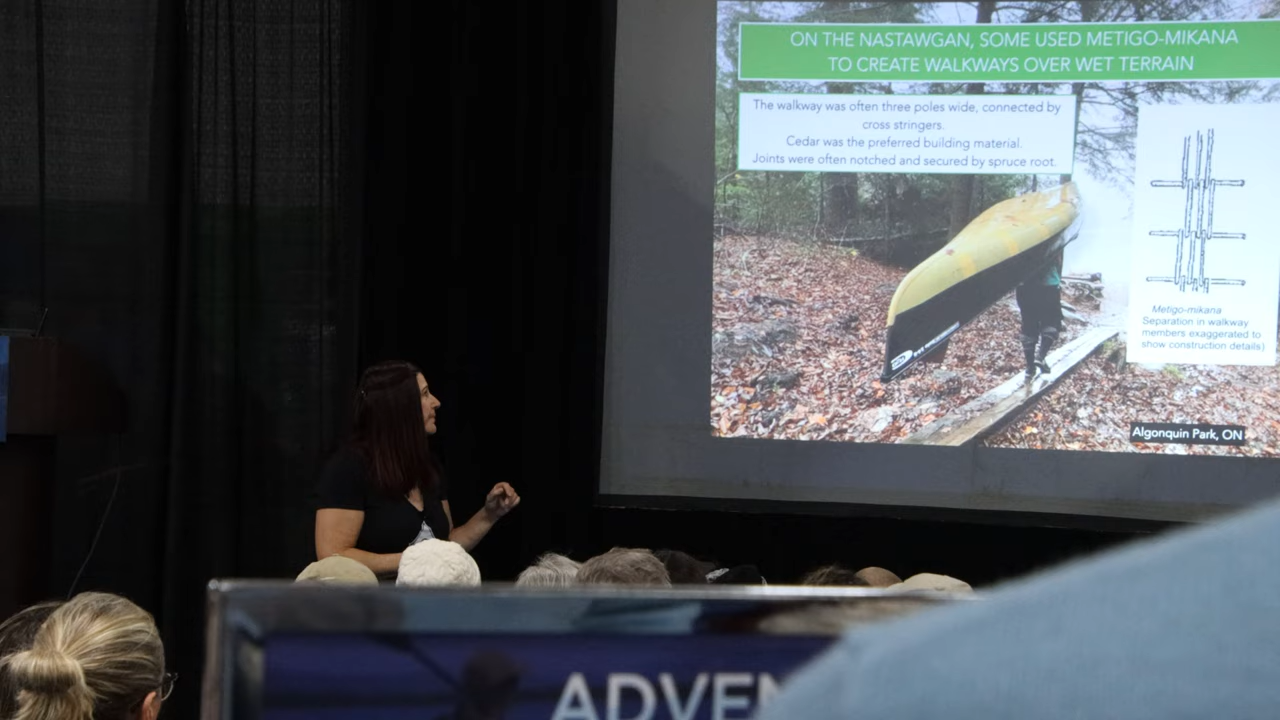 ON THE NASTAWGAN, SOME USED METIGO-MIKANA
TO CREATE WALKWAYS OVER WET TERRAIN
The walkway was often three poles wide, connected by
cross stringers.
Cedar was the preferred building material.
Joints were often notched and secured by spruce root.
Metigo-mikana
Separation in walkway
members exaggerated to
show construction details)
Algonquin Park, ON
ADVEN